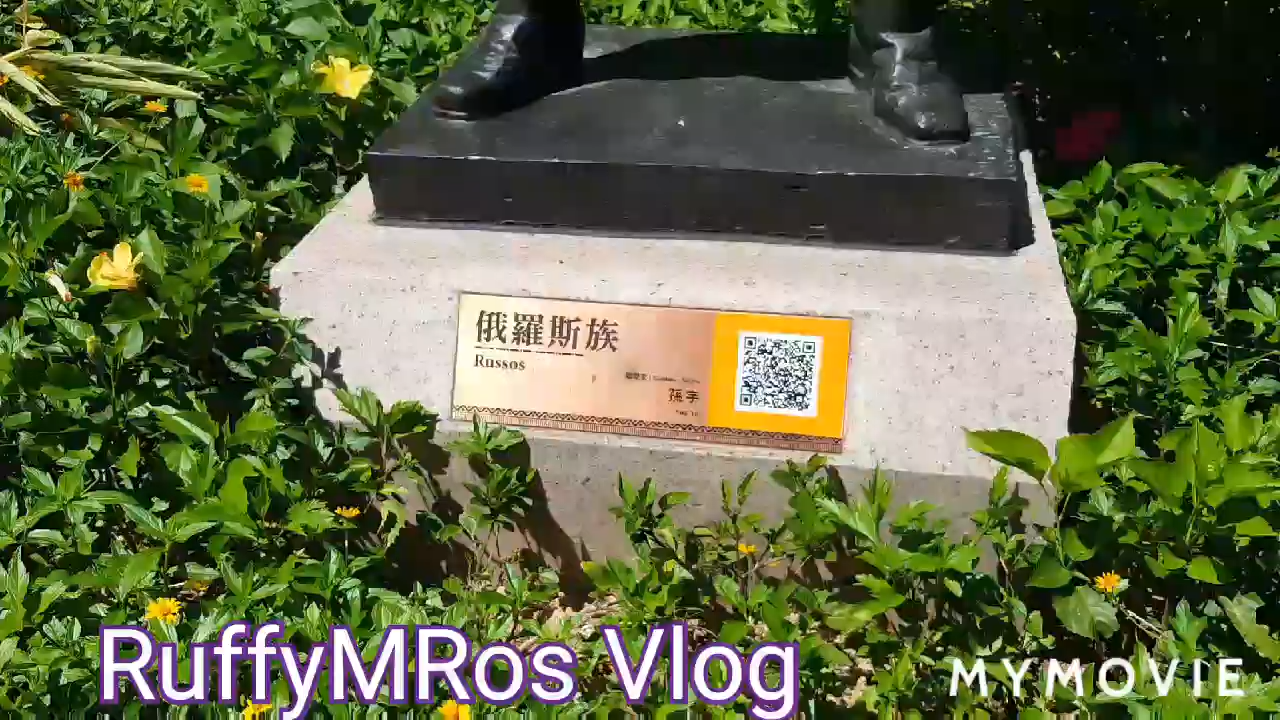 俄羅斯族
Russos
孫宇
RuffyMRos Vlog
MYMOVIE